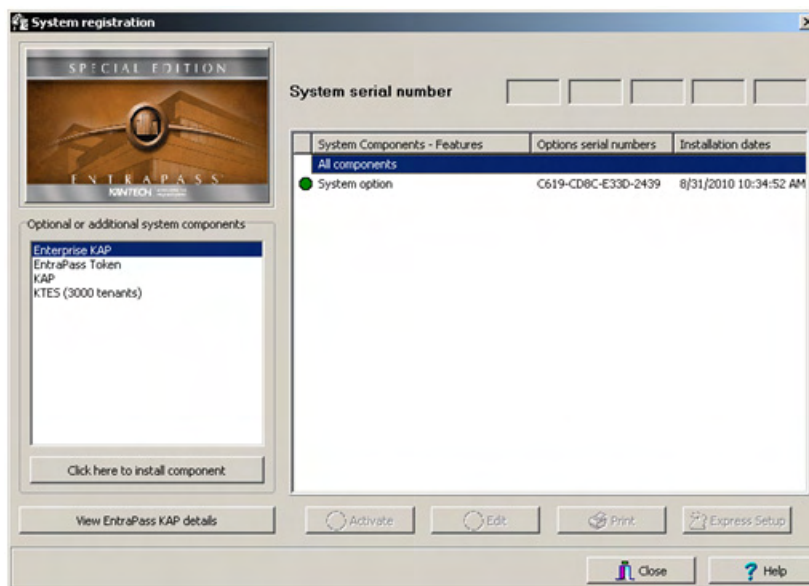 System registration
SPECIAL EDITION
ENTRAPASS
KANTECH
System serial number
System Components - Features Options serial numbers Installation dates
All components
System option C619-CD8C-E33D-2439 8/31/2010 10:34:52 AM
Optional or additional system components
Enterprise KAP
EntraPass Token
KAP
KTES (3000 tenants)
Click here to install component
View EntraPass KAP details
Activate
Edit
Print
Express Setup
Close
Help